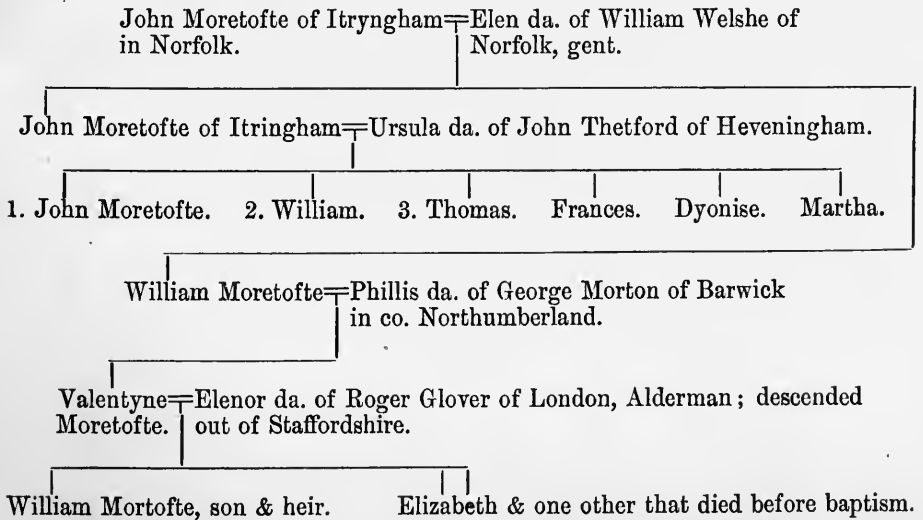 John Moretofte of Itryngham Elen da. of William Welshe of
in Norfolk. Norfolk, gent.
John Moretofte of Itringham Ursula da. of John Thetford of Heveningham.
1. John Moretofte. 2. William. 3. Thomas. Frances. Dyonise. Martha.
William Moretofte Phillis da. of George Morton of Barwick
in co. Northumberland.
Valentyne Elenor da. of Roger Glover of London, Alderman; descended
Moretofte. out of Staffordshire.
William Mortofte, son & heir. Elizabeth & one other that died before baptism.